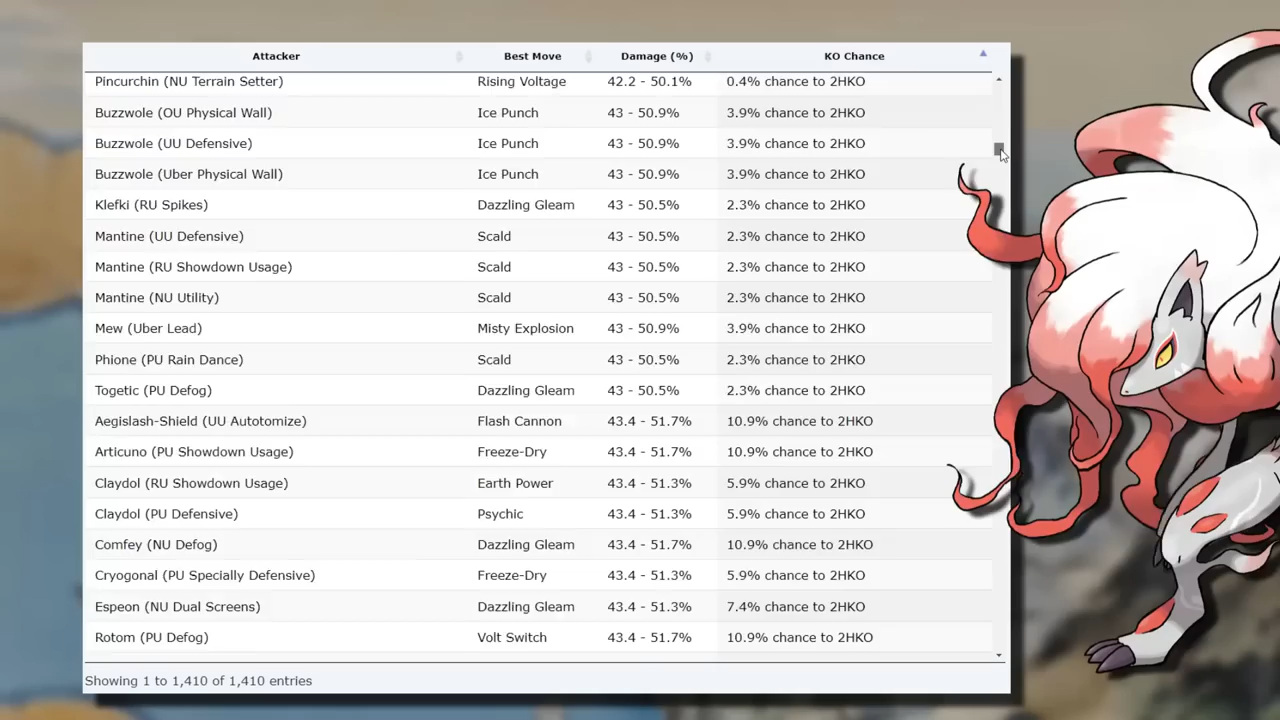 Attacker Best Move Damage (%) KO Chance
Pincurchin (NU Terrain Setter) Rising Voltage 42.2 - 50.1% 0.4% chance to 2HKO
Buzzwole (OU Physical Wall) Ice Punch 43 - 50.9% 3.9% chance to 2HKO
Buzzwole (UU Defensive) Ice Punch 43 - 50.9% 3.9% chance to 2HKO
Buzzwole (Uber Physical Wall) Ice Punch 43 - 50.9% 3.9% chance to 2HKO
Klefki (RU Spikes) Dazzling Gleam 43 - 50.5% 2.3% chance to 2HKO
Mantine (UU Defensive) Scald 43 - 50.5% 2.3% chance to 2HKO
Mantine (RU Showdown Usage) Scald 43 - 50.5% 2.3% chance to 2HKO
Mantine (NU Utility) Scald 43 - 50.5% 2.3% chance to 2HKO
Mew (Uber Lead) Misty Explosion 43 - 50.9% 3.9% chance to 2HKO
Phione (PU Rain Dance) Scald 43 - 50.5% 2.3% chance to 2HKO
Togetic (PU Defog) Dazzling Gleam 43 - 50.5% 2.3% chance to 2HKO
Aegislash-Shield (UU Autotomize) Flash Cannon 43.4 - 51.7% 10.9% chance to 2HKO
Articuno (PU Showdown Usage) Freeze-Dry 43.4 - 51.7% 10.9% chance to 2HKO
Claydol (RU Showdown Usage) Earth Power 43.4 - 51.3% 5.9% chance to 2HKO
Claydol (PU Defensive) Psychic 43.4 - 51.3% 5.9% chance to 2HKO
Comfey (NU Defog) Dazzling Gleam 43.4 - 51.7% 10.9% chance to 2HKO
Cryogonal (PU Specially Defensive) Freeze-Dry 43.4 - 51.3% 5.9% chance to 2HKO
Espeon (NU Dual Screens) Dazzling Gleam 43.4 - 51.3% 7.4% chance to 2HKO
Rotom (PU Defog) Volt Switch 43.4 - 51.7% 10.9% chance to 2HKO
Showing 1 to 1,410 of 1,410 entries